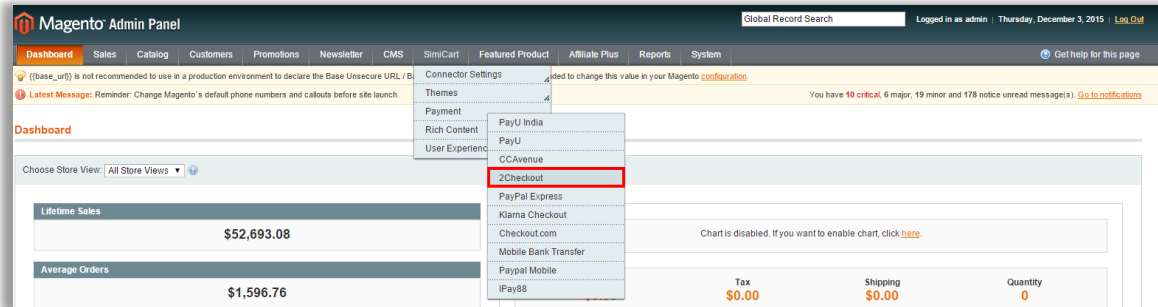 Magento Admin Panel
Global Record Search
Logged in as admin | Thursday, December 3, 2015 | Log Out
Dashboard Sales Catalog Customers Promotions Newsletter CMS SimiCart Featured Product Affiliate Plus Reports System Get help for this page
{{base_url}} is not recommended to use in a production environment to declare the Base Unsecure URL / to change this value in your Magento configuration.
Latest Message: Reminder: Change Magento's default phone numbers and callouts before site launch
You have 10 critical, 6 major, 19 minor and 178 notice unread message(s). Go to notifications
Connector Settings
Themes
Payment
Rich Content
User Experienc
PayU India
PayU
CCAvenue
2Checkout
PayPal Express
Klarna Checkout
Checkout.com
Mobile Bank Transfer
Paypal Mobile
IPay88
Dashboard
Choose Store View: All Store Views
Lifetime Sales
$52,693.08
Chart is disabled. If you want to enable chart, click here.
Average Orders
$1,596.76
Tax Shipping Quantity
$0.00 $0.00 0